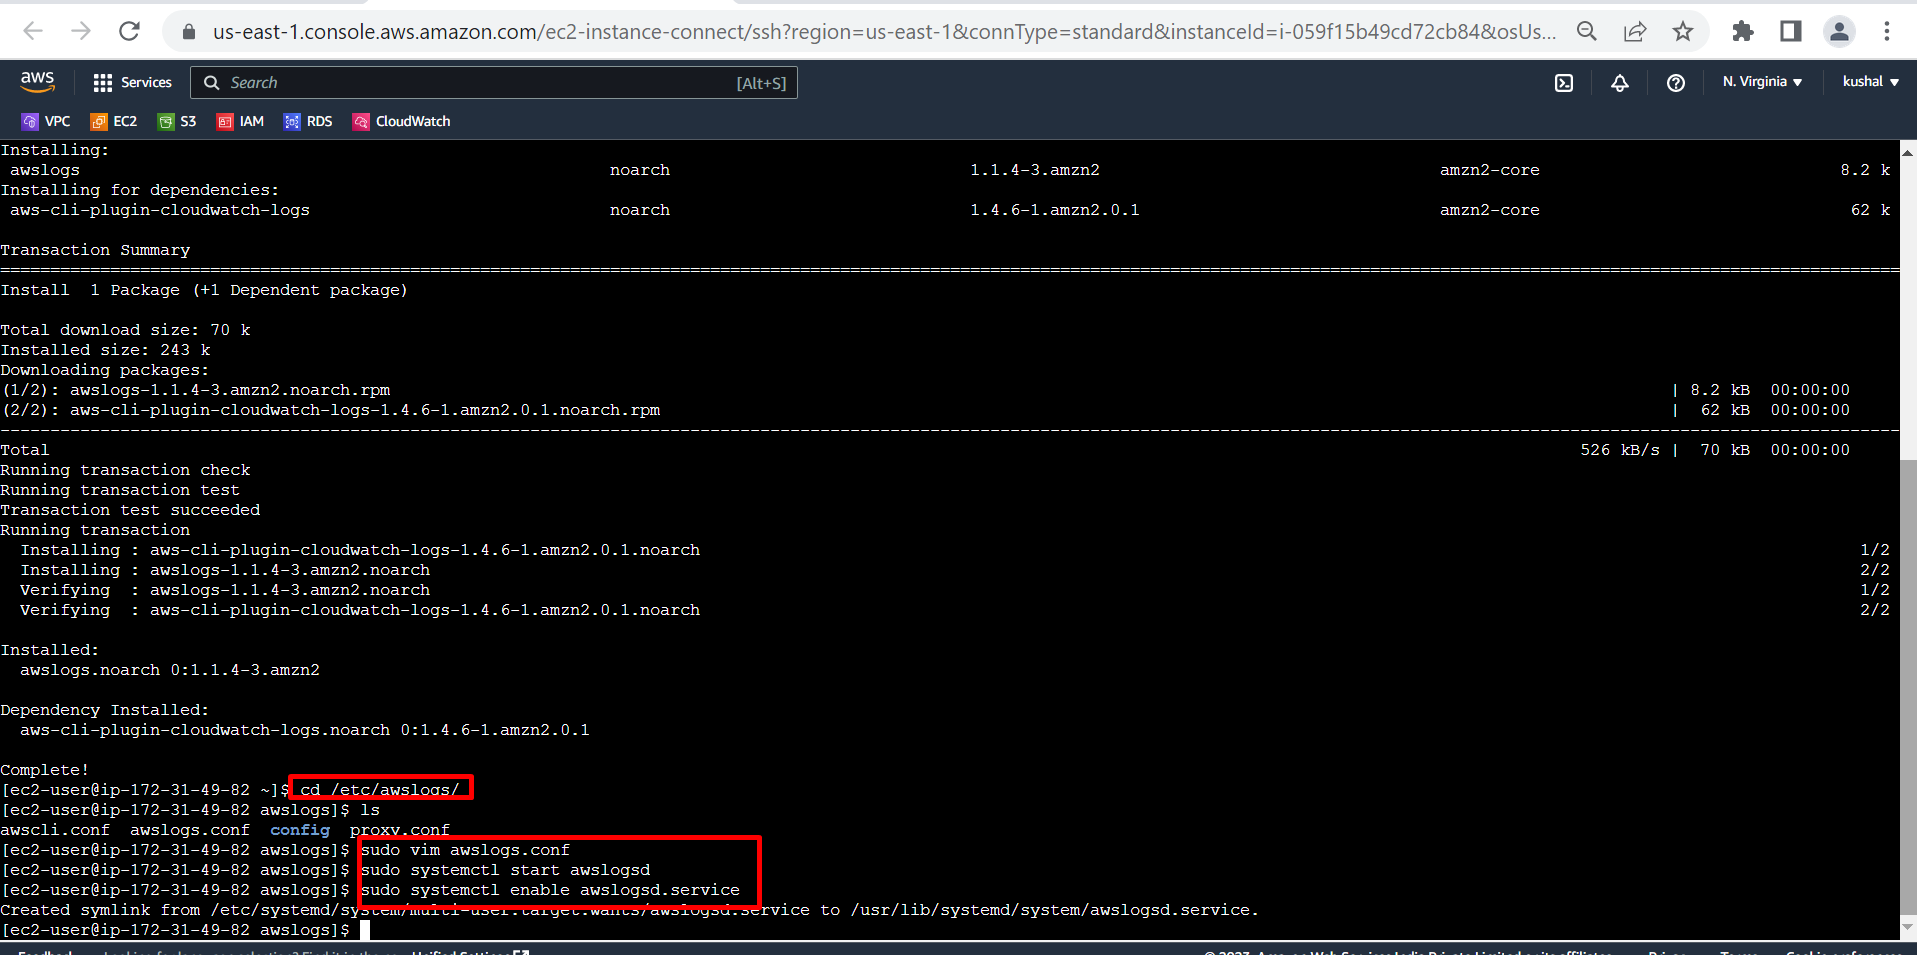 us-east-1.console.aws.amazon.com/ec2-instance-connect/ssh?region=us-east-1&connType=standard&instanceId=i-059f15b49cd72cb84&osUs...
aws Services Search [Alt+S] N. Virginia kushal
VPC EC2 S3 IAM RDS CloudWatch
Installing:
awslogs noarch 1.1.4-3.amzn2 amzn2-core 8.2 k
Installing for dependencies:
aws-cli-plugin-cloudwatch-logs noarch 1.4.6-1.amzn2.0.1 amzn2-core 62 k
Transaction Summary
Install 1 Package (+1 Dependent package)
Total download size: 70 k
Installed size: 243 k
Downloading packages:
(1/2): awslogs-1.1.4-3.amzn2.noarch.rpm | 8.2 kB 00:00:00
(2/2): aws-cli-plugin-cloudwatch-logs-1.4.6-1.amzn2.0.1.noarch.rpm | 62 kB 00:00:00
Total 526 kB/s | 70 kB 00:00:00
Running transaction check
Running transaction test
Transaction test succeeded
Running transaction
Installing : aws-cli-plugin-cloudwatch-logs-1.4.6-1.amzn2.0.1.noarch 1/2
Installing : awslogs-1.1.4-3.amzn2.noarch 2/2
Verifying : awslogs-1.1.4-3.amzn2.noarch 1/2
Verifying : aws-cli-plugin-cloudwatch-logs-1.4.6-1.amzn2.0.1.noarch 2/2
Installed:
awslogs.noarch 0:1.1.4-3.amzn2
Dependency Installed:
aws-cli-plugin-cloudwatch-logs.noarch 0:1.4.6-1.amzn2.0.1
Complete!
[ec2-user@ip-172-31-49-82 ~]$ cd /etc/awslogs/
[ec2-user@ip-172-31-49-82 awslogs]$ ls
awscli.conf awslogs.conf config proxy.conf
[ec2-user@ip-172-31-49-82 awslogs]$ sudo vim awslogs.conf
[ec2-user@ip-172-31-49-82 awslogs]$ sudo systemctl start awslogsd
[ec2-user@ip-172-31-49-82 awslogs]$ sudo systemctl enable awslogsd.service
Created symlink from /etc/systemd/system/multi-user.target.wants/awslogsd.service to /usr/lib/systemd/system/awslogsd.service.
[ec2-user@ip-172-31-49-82 awslogs]$